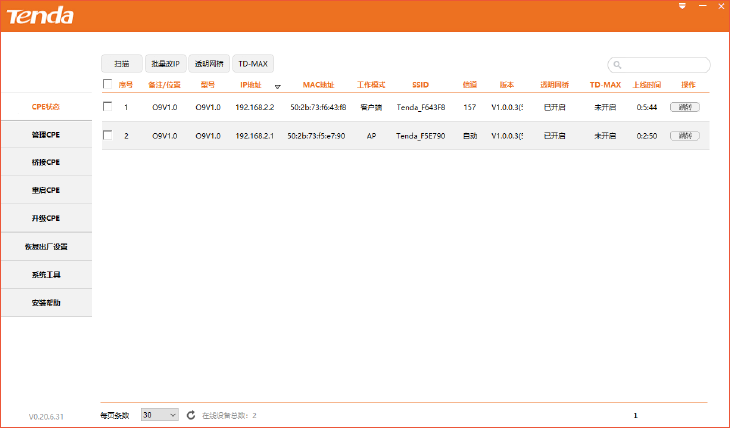 Tenda
扫描 批量改IP 透明网桥 TD-MAX
序号 备注/位置 型号 IP地址 MAC地址 工作模式 SSID 信道 版本 透明网桥 TD-MAX 上线时间 操作
1 O9V1.0 O9V1.0 192.168.2.2 50:2b:73:f6:43:f8 客户端 Tenda_F643F8 157 V1.0.0.3(5 已开启 未开启 0:5:44 跳转
2 O9V1.0 O9V1.0 192.168.2.1 50:2b:73:f5:e7:90 AP Tenda_F5E790 自动 V1.0.0.3(5 已开启 未开启 0:2:50 跳转
CPE状态
管理CPE
桥接CPE
重启CPE
升级CPE
恢复出厂设置
系统工具
安装帮助
V0.20.6.31
每页条数 30 在线设备总数: 2 1